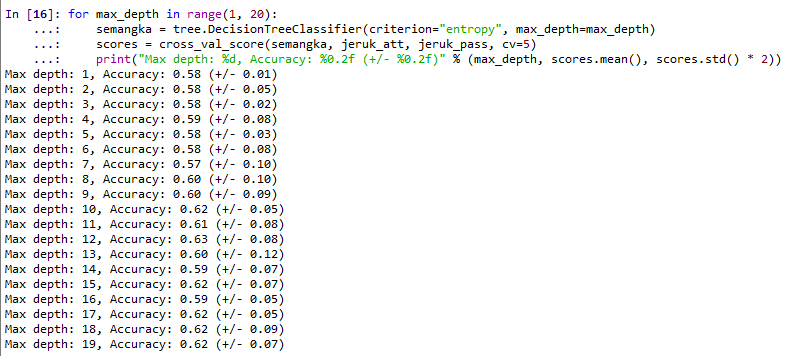 In [16]: for max_depth in range(1, 20):
    ...:     semangka = tree.DecisionTreeClassifier(criterion="entropy", max_depth=max_depth)
    ...:     scores = cross_val_score(semangka, jeruk_att, jeruk_pass, cv=5)
    ...:     print("Max depth: %d, Accuracy: %0.2f (+/- %0.2f)" % (max_depth, scores.mean(), scores.std() * 2))
Max depth: 1, Accuracy: 0.58 (+/- 0.01)
Max depth: 2, Accuracy: 0.58 (+/- 0.05)
Max depth: 3, Accuracy: 0.58 (+/- 0.02)
Max depth: 4, Accuracy: 0.59 (+/- 0.08)
Max depth: 5, Accuracy: 0.58 (+/- 0.03)
Max depth: 6, Accuracy: 0.58 (+/- 0.08)
Max depth: 7, Accuracy: 0.57 (+/- 0.10)
Max depth: 8, Accuracy: 0.60 (+/- 0.10)
Max depth: 9, Accuracy: 0.60 (+/- 0.09)
Max depth: 10, Accuracy: 0.62 (+/- 0.05)
Max depth: 11, Accuracy: 0.61 (+/- 0.08)
Max depth: 12, Accuracy: 0.63 (+/- 0.08)
Max depth: 13, Accuracy: 0.60 (+/- 0.12)
Max depth: 14, Accuracy: 0.59 (+/- 0.07)
Max depth: 15, Accuracy: 0.62 (+/- 0.07)
Max depth: 16, Accuracy: 0.59 (+/- 0.05)
Max depth: 17, Accuracy: 0.62 (+/- 0.05)
Max depth: 18, Accuracy: 0.62 (+/- 0.09)
Max depth: 19, Accuracy: 0.62 (+/- 0.07)